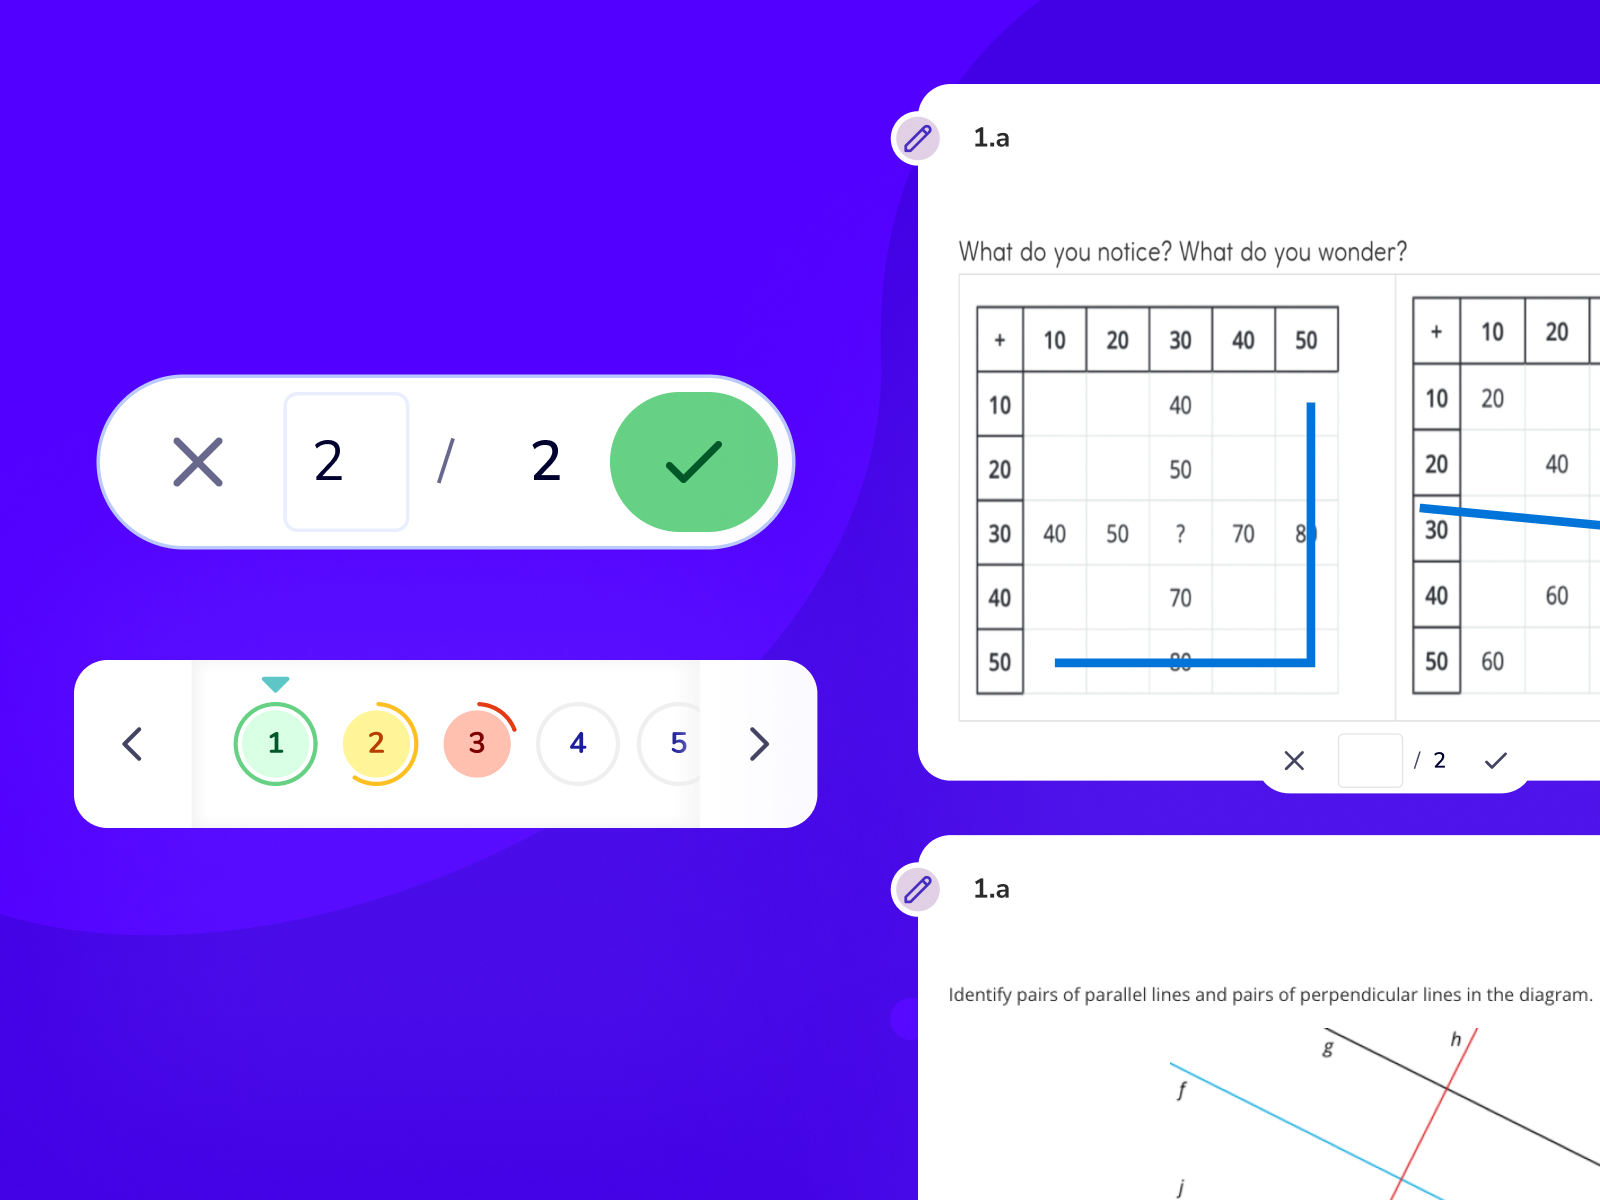 2 / 2
1 2 3 4 5
1.a
What do you notice? What do you wonder?
+ 10 20 30 40 50
10 40
20 50
30 40 50 ? 70 80
40 70
50 80
+ 10 20
10 20
20 40
30
40 60
50 60
/ 2
1.a
Identify pairs of parallel lines and pairs of perpendicular lines in the diagram.
g h
f
j